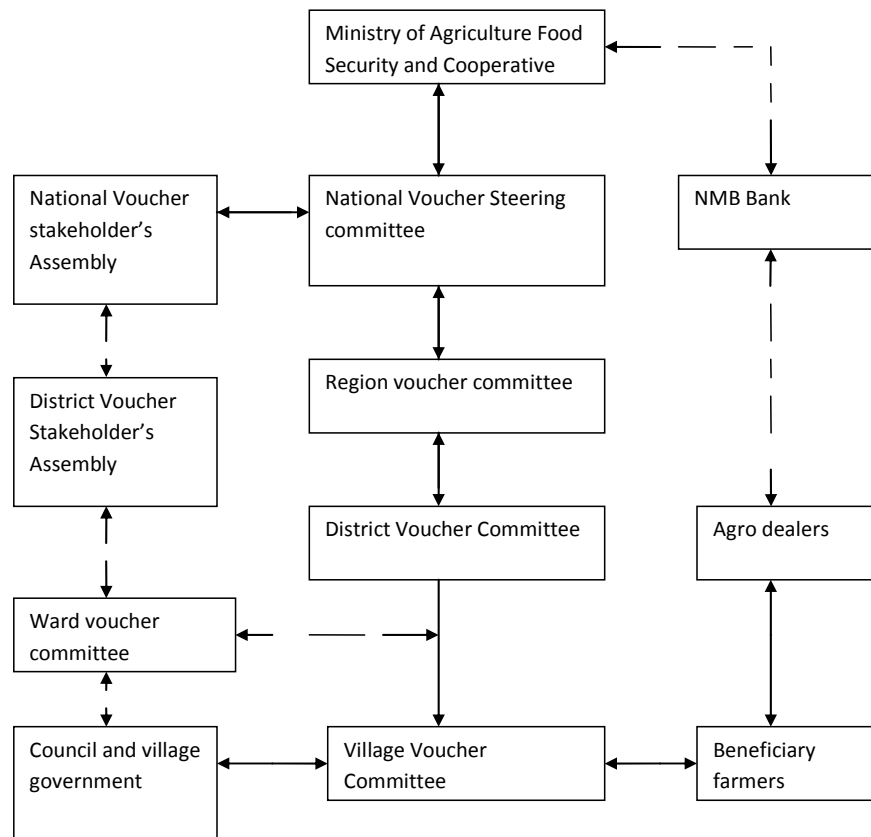 Ministry of Agriculture Food
Security and Cooperative
National Voucher
stakeholder’s
Assembly
National Voucher Steering
committee
NMB Bank
Region voucher committee
District Voucher
Stakeholder’s
Assembly
District Voucher Committee
Agro dealers
Ward voucher
committee
Council and village
government
Village Voucher
Committee
Beneficiary
farmers